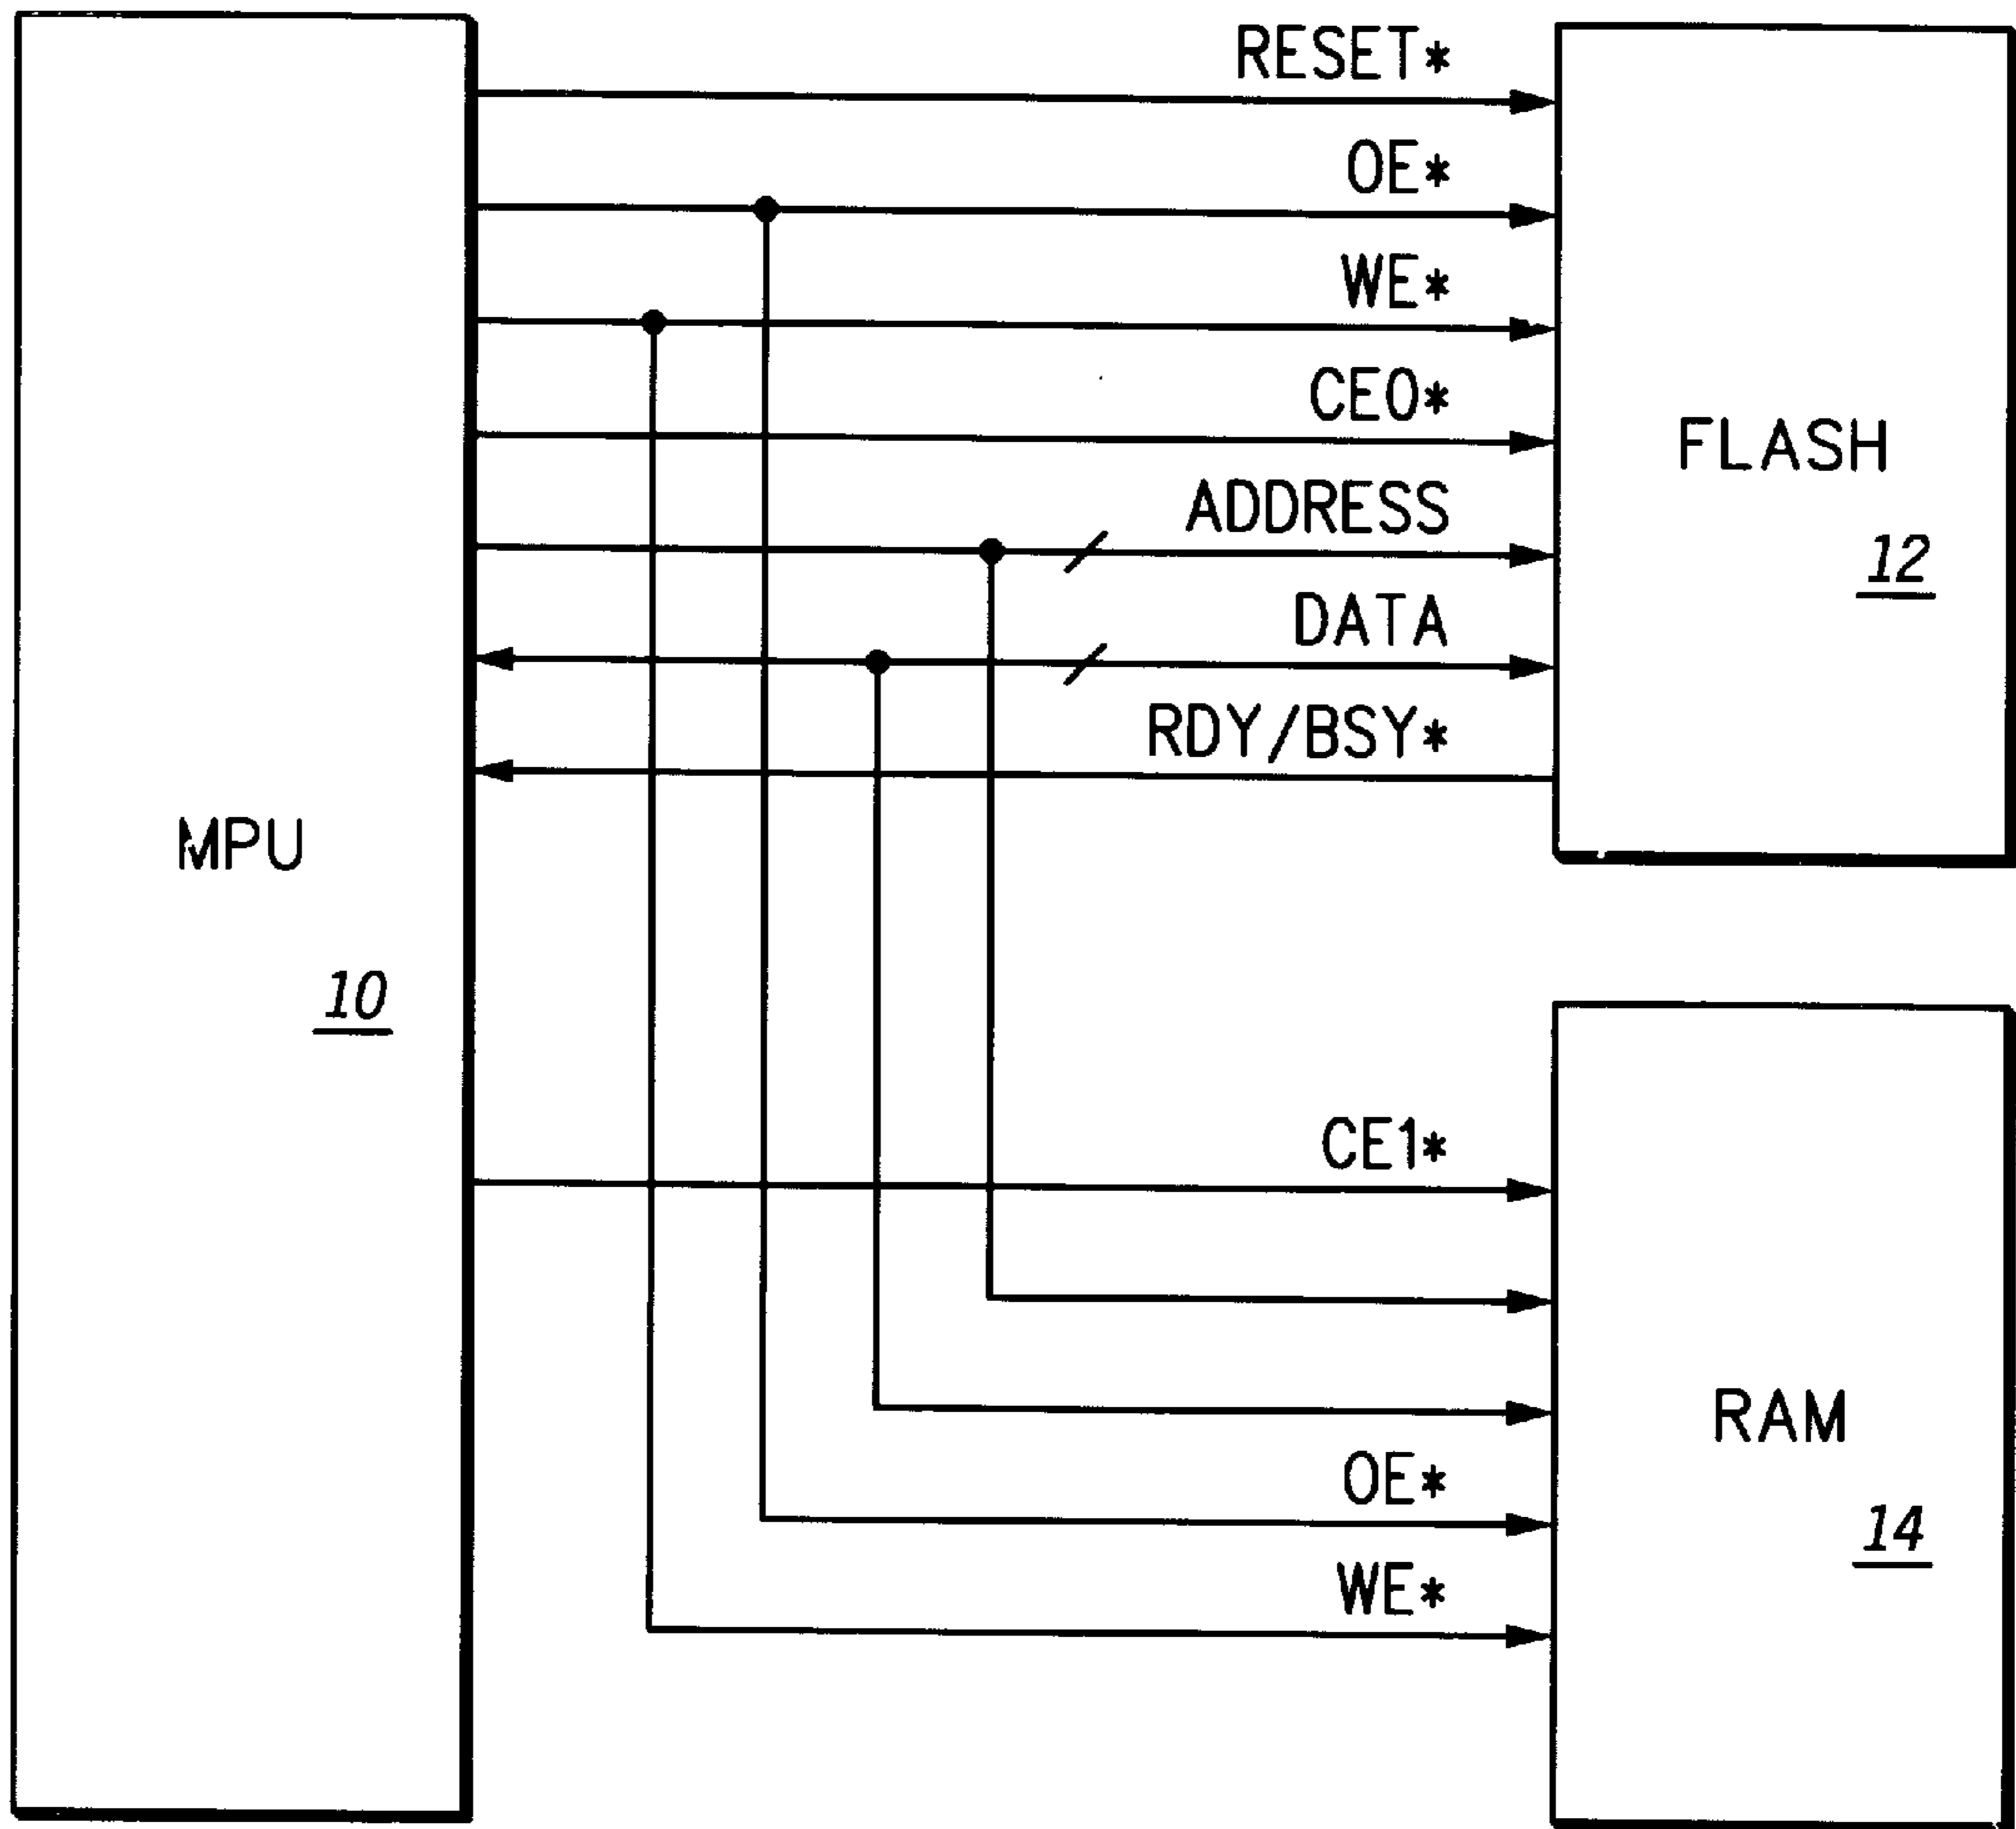 RESET*
OE*
WE*
CE0*
ADDRESS
DATA
RDY/BSY*
FLASH
12
MPU
10
CE1*
OE*
WE*
RAM
14